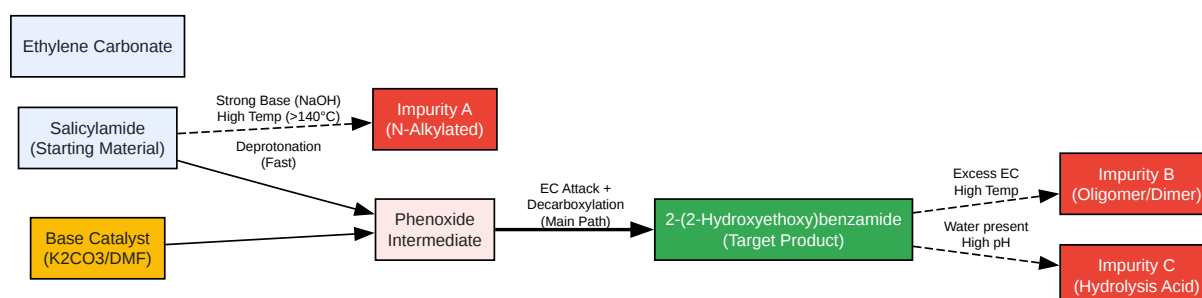 Ethylene Carbonate
Salicylamide
(Starting Material)
Strong Base (NaOH)
High Temp (>140°C)
Impurity A
(N-Alkylated)
Deprotonation
(Fast)
Base Catalyst
(K2CO3/DMF)
Phenoxide
Intermediate
EC Attack +
Decarboxylation
(Main Path)
2-(2-Hydroxyethoxy)benzamide
(Target Product)
Excess EC
High Temp
Impurity B
(Oligomer/Dimer)
Water present
High pH
Impurity C
(Hydrolysis Acid)